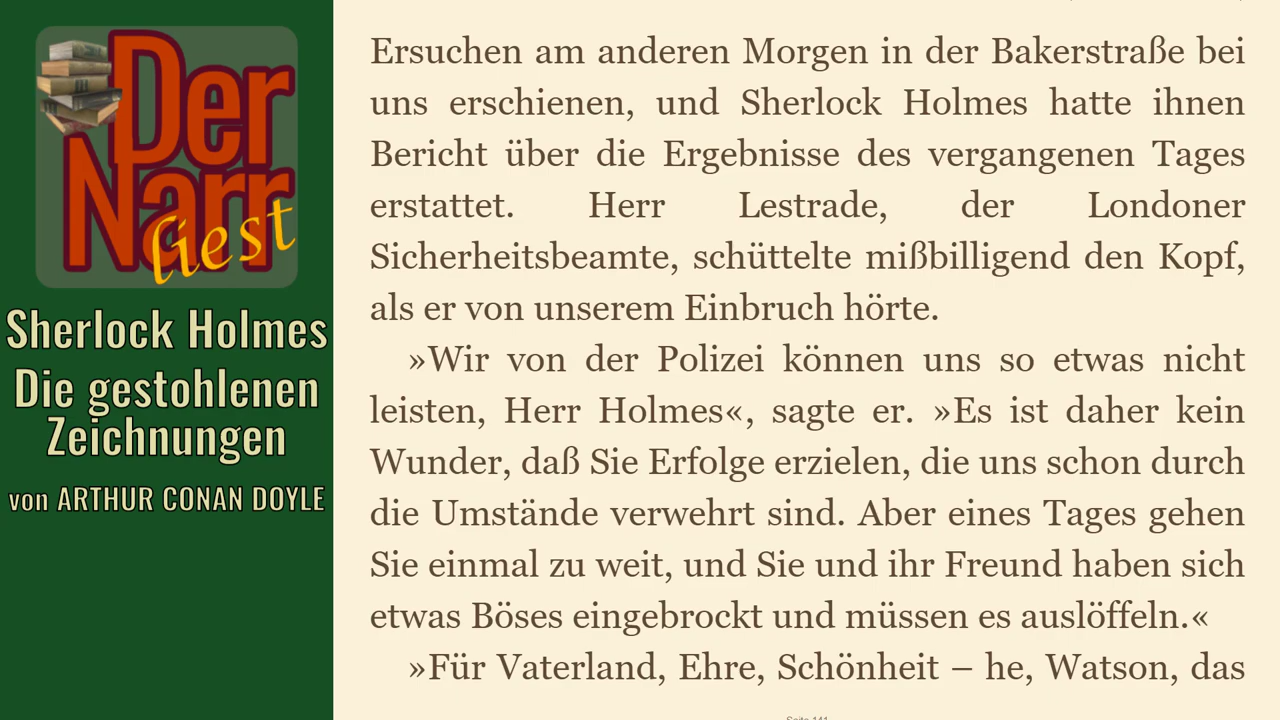 Der
Narr
liest
Sherlock Holmes
Die gestohlenen
Zeichnungen
von ARTHUR CONAN DOYLE
Ersuchen am anderen Morgen in der Bakerstraße bei
uns erschienen, und Sherlock Holmes hatte ihnen
Bericht über die Ergebnisse des vergangenen Tages
erstattet. Herr Lestrade, der Londoner
Sicherheitsbeamte, schüttelte mißbilligend den Kopf,
als er von unserem Einbruch hörte.
»Wir von der Polizei können uns so etwas nicht
leisten, Herr Holmes«, sagte er. »Es ist daher kein
Wunder, daß Sie Erfolge erzielen, die uns schon durch
die Umstände verwehrt sind. Aber eines Tages gehen
Sie einmal zu weit, und Sie und ihr Freund haben sich
etwas Böses eingebrockt und müssen es auslöffeln.«
»Für Vaterland, Ehre, Schönheit – he, Watson, das
Seite 141